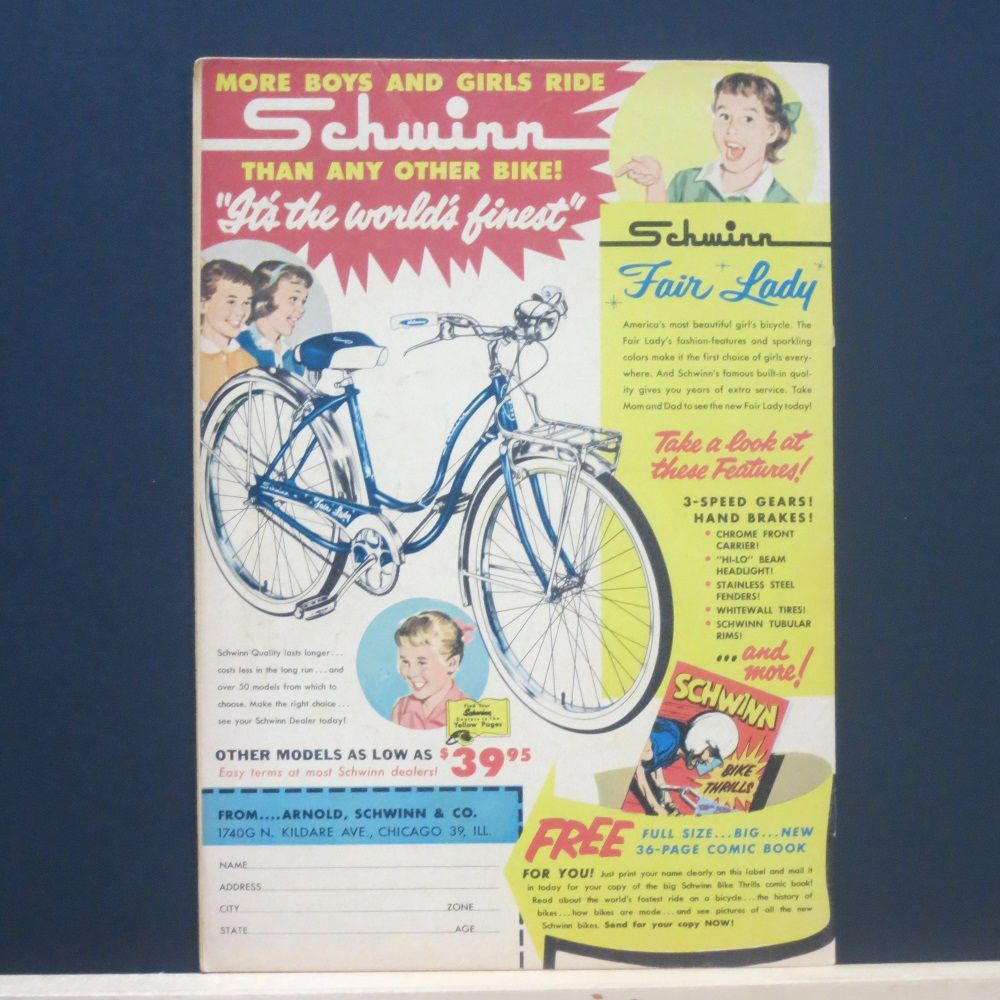 MORE BOYS AND GIRLS RIDE
Schwinn
THAN ANY OTHER BIKE!
"It's the world's finest"
Schwinn
Fair Lady
America's most beautiful girl's bicycle. The
Fair Lady's fashion-features and sparkling
colors make it the first choice of girls every-
where. And Schwinn's famous built-in qual-
ity gives you years of extra service. Take
Mom and Dad to see the new Fair Lady today!
Take a look at
these Features!
3-SPEED GEARS!
HAND BRAKES!
• CHROME FRONT
CARRIER!
• "HI-LO" BEAM
HEADLIGHT!
• STAINLESS STEEL
FENDERS!
• WHITEWALL TIRES!
• SCHWINN TUBULAR
RIMS!
... and
more!
Schwinn
Fair Lady
Schwinn Quality lasts longer...
costs less in the long run...and
over 50 models from which to
choose. Make the right choice...
see your Schwinn Dealer today!
Find Your
Schwinn
Dealers in the
Yellow Pages
OTHER MODELS AS LOW AS $39.95
Easy terms at most Schwinn dealers!
SCHWINN
BIKE
THRILLS
FROM....ARNOLD, SCHWINN & CO.
1740G N. KILDARE AVE., CHICAGO 39, ILL.
NAME
ADDRESS
CITY ZONE
STATE AGE
FREE FULL SIZE...BIG...NEW
36-PAGE COMIC BOOK
FOR YOU! Just print your name clearly on this label and mail it
in today for your copy of the big Schwinn Bike Thrills comic book!
Read about the world's fastest ride on a bicycle...the history of
bikes...how bikes are made...and see pictures of all the new
Schwinn bikes. Send for your copy NOW!